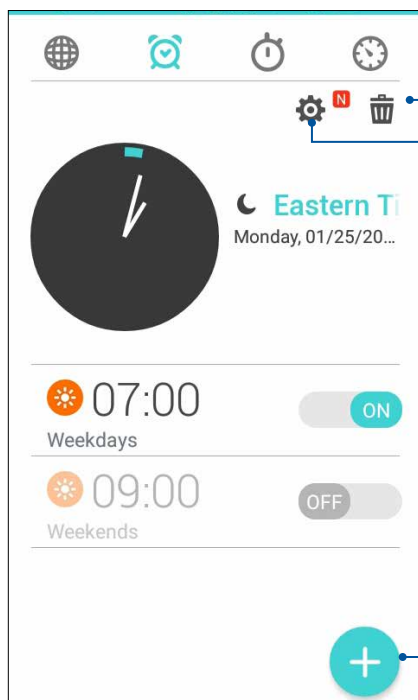 N
Eastern Ti
Monday, 01/25/20...
07:00
ON
Weekdays
09:00
OFF
Weekends